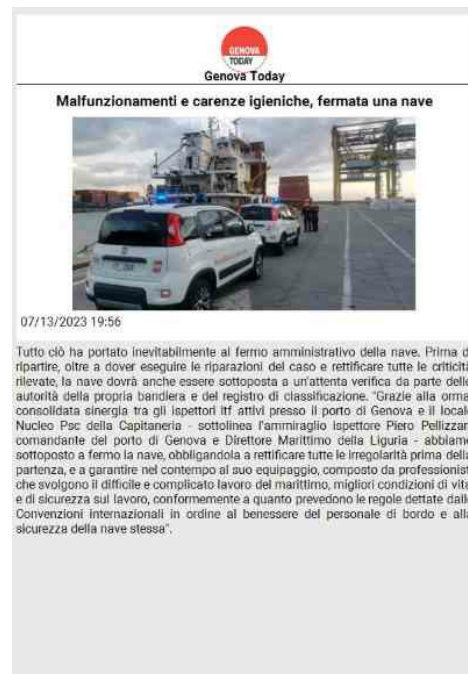 GENOVA
TODAY
Genova Today
Malfunzionamenti e carenze igieniche, fermata una nave
07/13/2023 19:56
Tutto ciò ha portato inevitabilmente al fermo amministrativo della nave. Prima d
ripartire, oltre a dover eseguire le riparazioni del caso e rettificare tutte le criticità
rilevate, la nave dovrà anche essere sottoposta a un'attenta verifica da parte delle
autorità della propria bandiera e del registro di classificazione. "Grazie alla orma
consolidata sinergia tra gli ispettori itf attivi presso il porto di Genova e il locale
Nucleo Psc della Capitaneria - sottolinea l'ammiraglio ispettore Piero Pellizzar
comandante del porto di Genova e Direttore Marittimo della Liguria - abbiamo
sottoposto a fermo la nave, obbligandola a rettificare tutte le irregolarità prima della
partenza, e a garantire nel contempo al suo equipaggio, composto da professionist
che svolgono il difficile e complicato lavoro del marittimo, migliori condizioni di vita
e di sicurezza sul lavoro, conformemente a quanto prevedono le regole dettate dalle
Convenzioni internazionali in ordine al benessere del personale di bordo e alla
sicurezza della nave stessa".